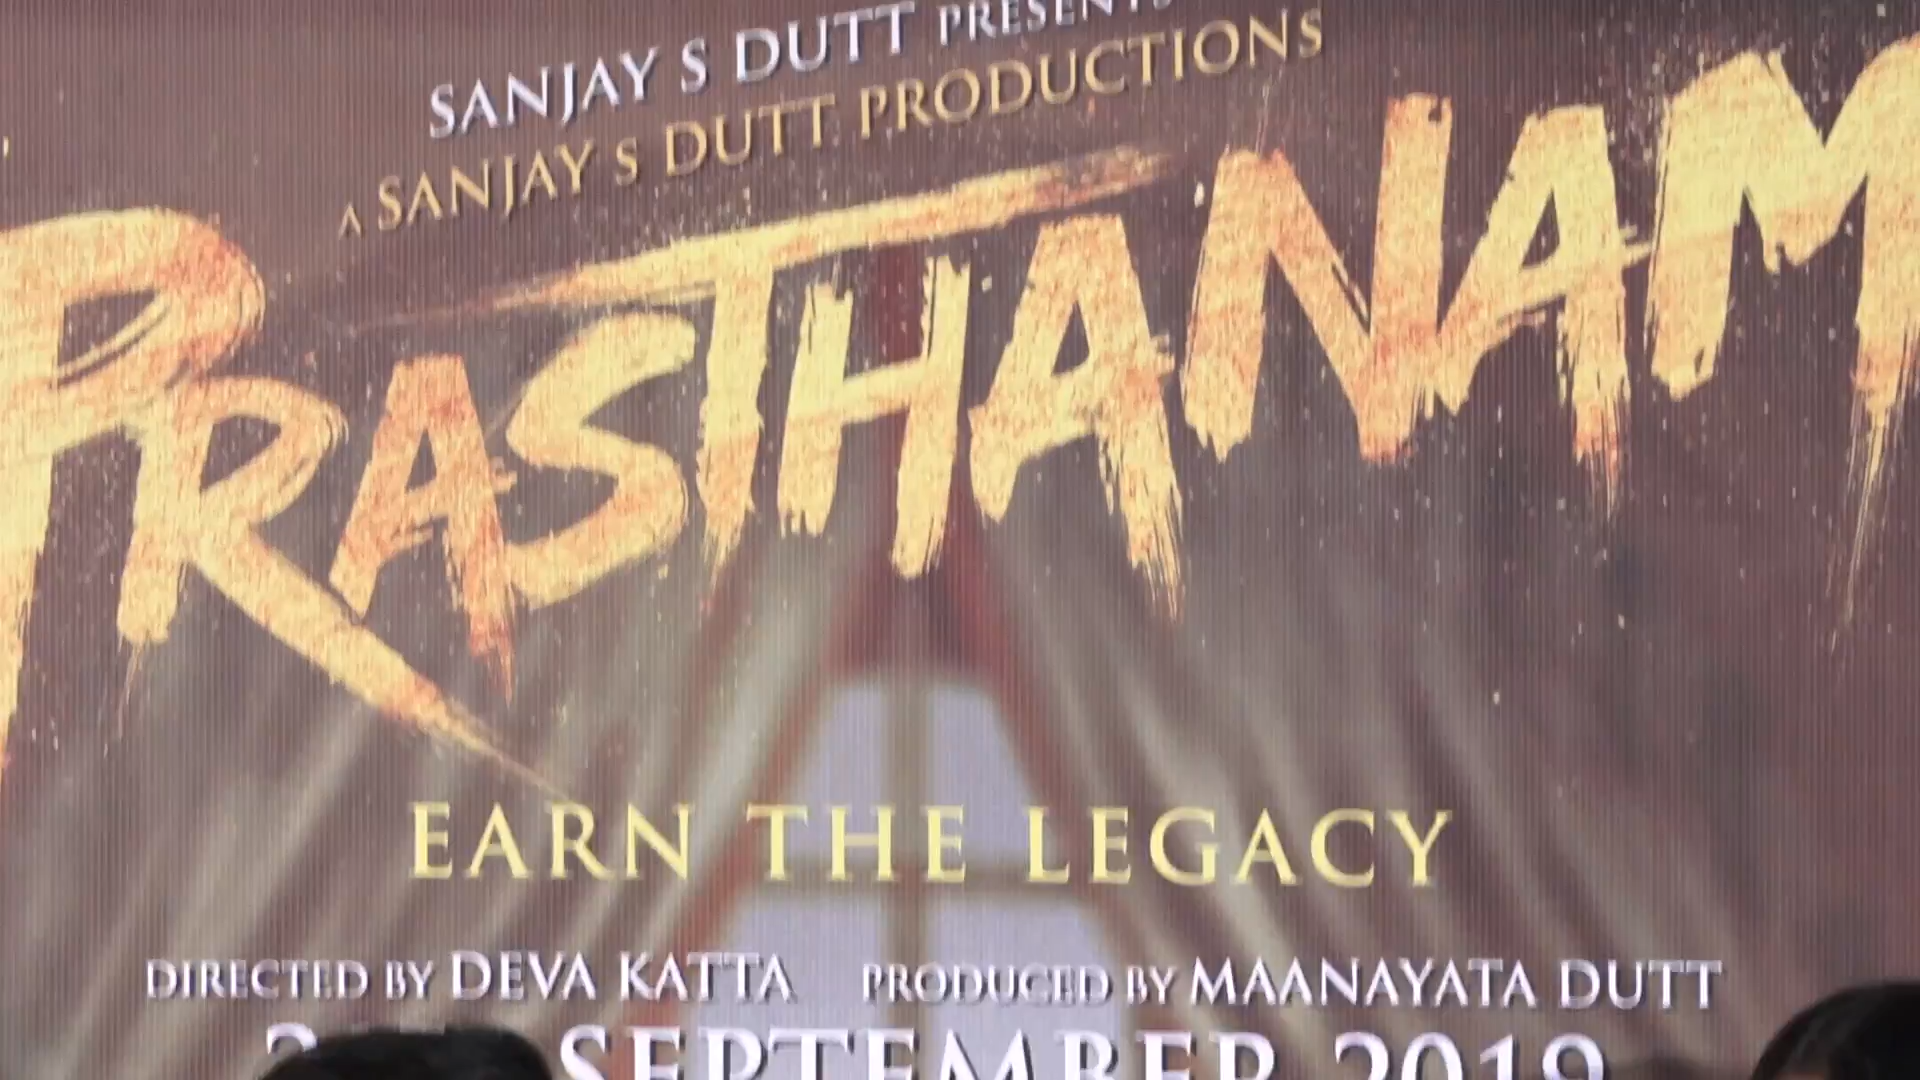 SANJAY S DUTT PRESENTS
A SANJAY S DUTT PRODUCTIONS
PRASTHANAM
EARN THE LEGACY
DIRECTED BY DEVA KATTA PRODUCED BY MAANAYATA DUTT
SEPTEMBER 2019